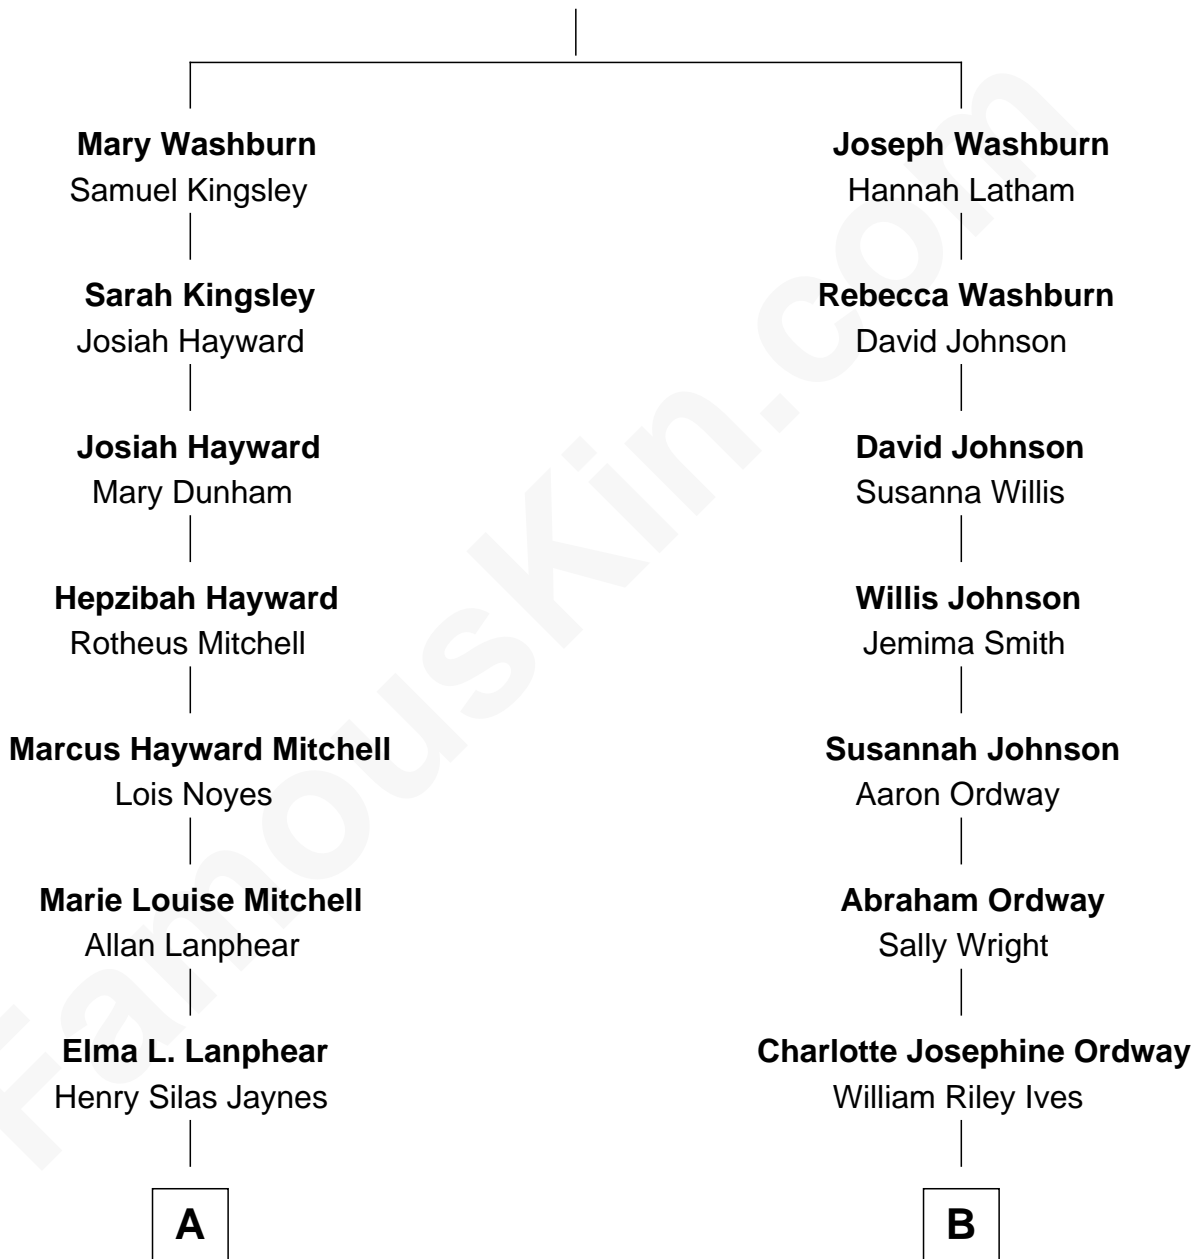 Mary Washburn
Samuel Kingsley
Sarah Kingsley
Josiah Hayward
Josiah Hayward
Mary Dunham
Hepzibah Hayward
Rotheus Mitchell
Marcus Hayward Mitchell
Lois Noyes
Marie Louise Mitchell
Allan Lanphear
Elma L. Lanphear
Henry Silas Jaynes
A
Joseph Washburn
Hannah Latham
Rebecca Washburn
David Johnson
David Johnson
Susanna Willis
Willis Johnson
Jemima Smith
Susannah Johnson
Aaron Ordway
Abraham Ordway
Sally Wright
Charlotte Josephine Ordway
William Riley Ives
B
FamousKin.com